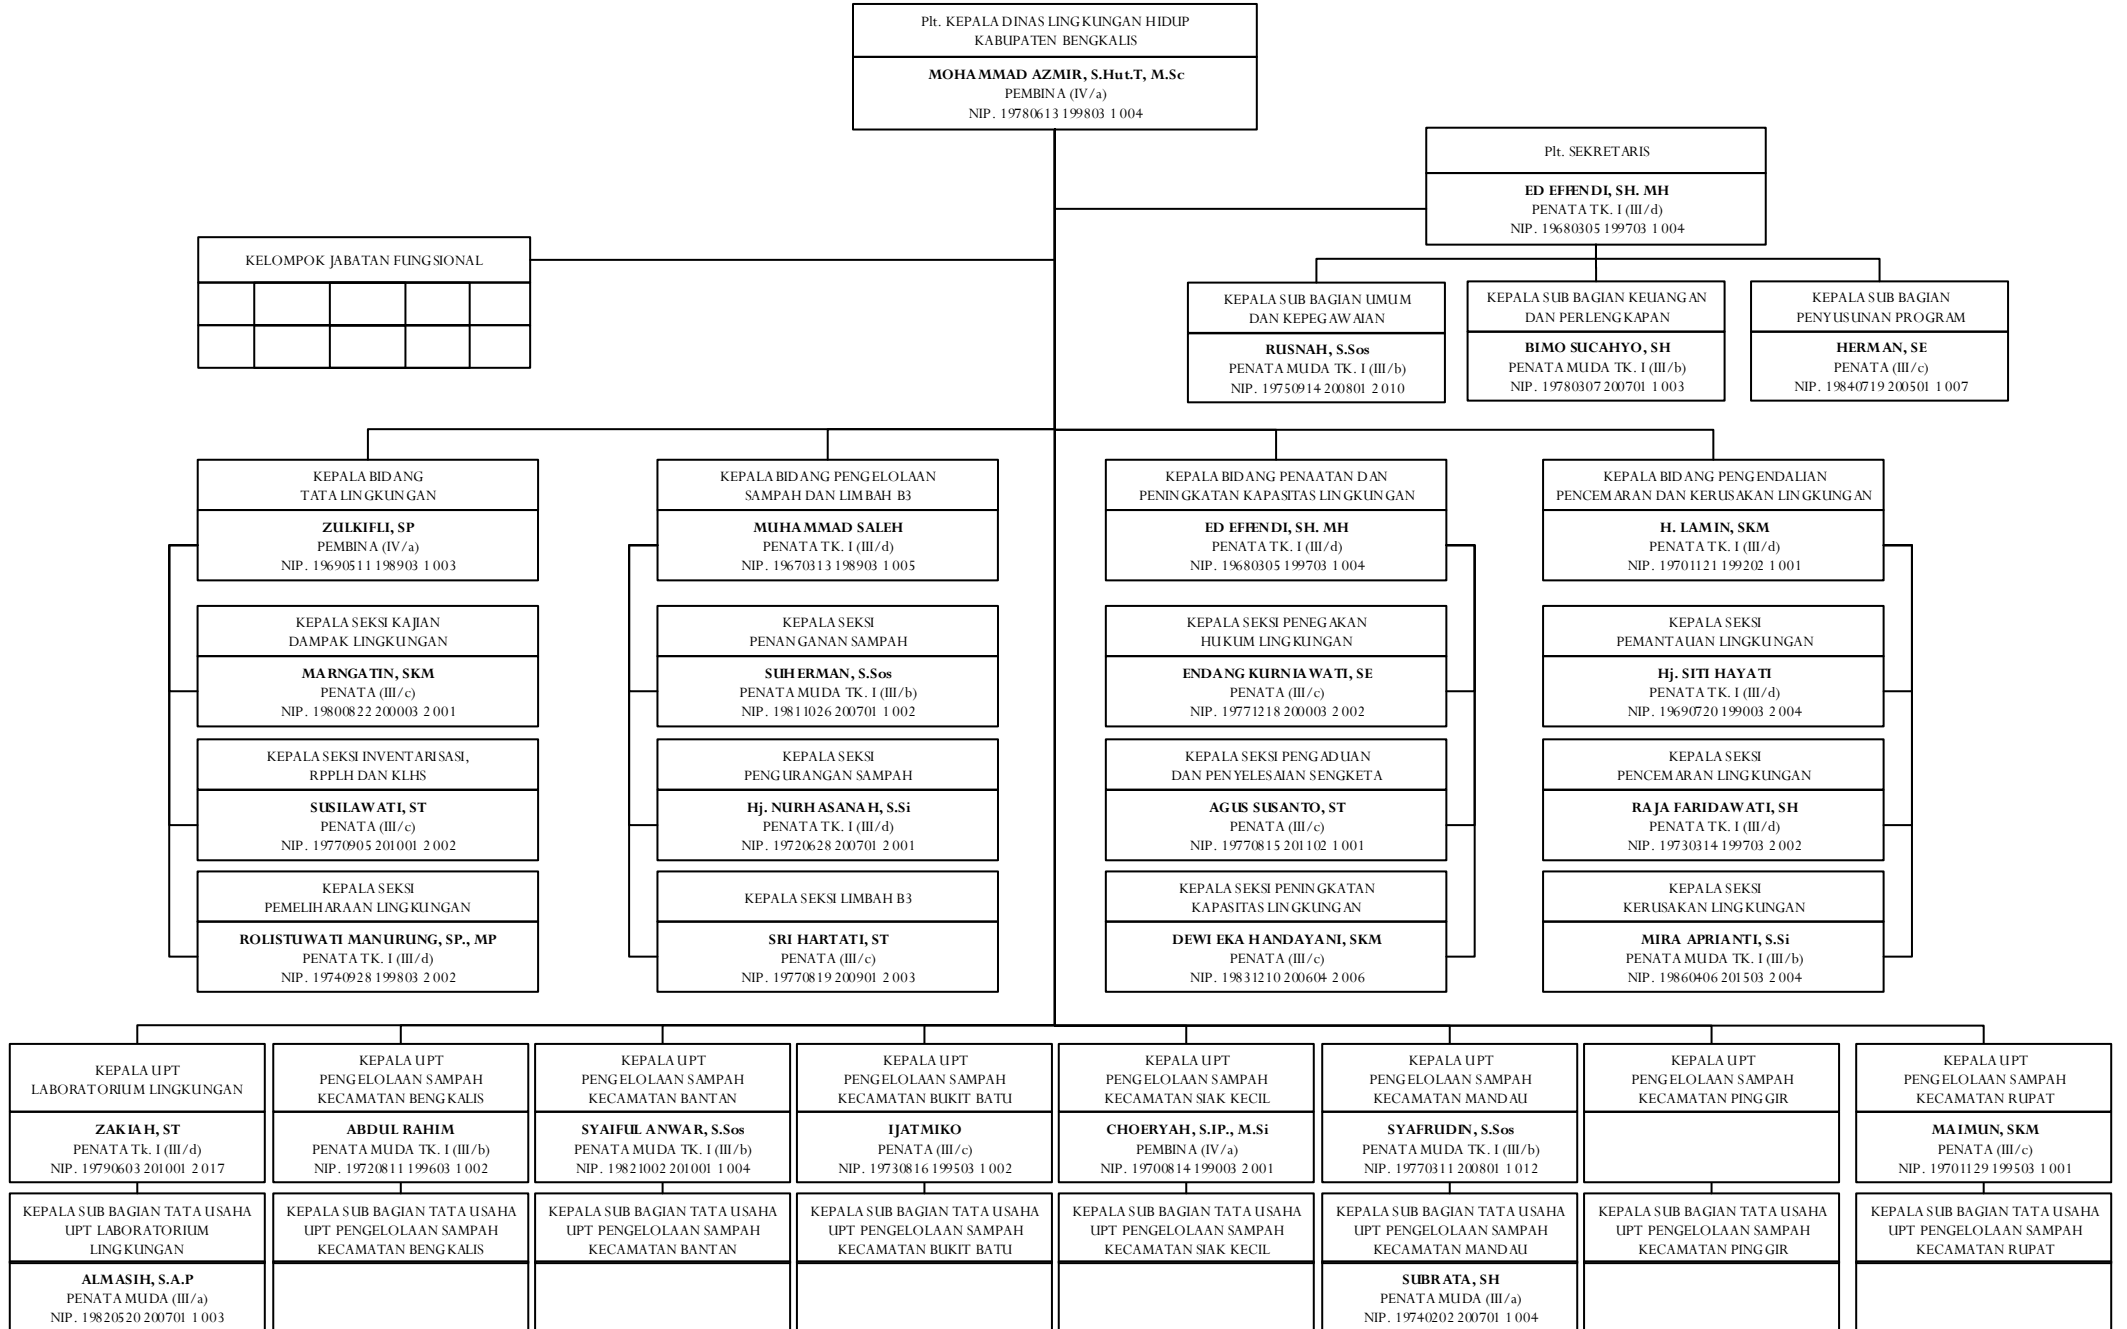 Plt. KEPALA DINAS LINGKUNGAN HIDUP
KABUPATEN BENGKALIS
MOHAMMAD AZMIR, S.Hut.T, M.Sc
PEMBINA (IV/a)
NIP. 19780613 199803 1 004
Plt. SEKRETARIS
ED EFFENDI, SH. MH
PENATA TK. I (III/d)
NIP. 19680305 199703 1 004
KELOMPOK JABATAN FUNGSIONAL
KEPALA SUB BAGIAN UMUM
DAN KEPEGAWAIAN
RUSNAH, S.Sos
PENATA MUDA TK. I (III/b)
NIP. 19750914 200801 2 010
KEPALA SUB BAGIAN KEUANGAN
DAN PERLENGKAPAN
BIMO SUCAHYO, SH
PENATA MUDA TK. I (III/b)
NIP. 19780307 200701 1 003
KEPALA SUB BAGIAN
PENYUSUNAN PROGRAM
HERMAN, SE
PENATA (III/c)
NIP. 19840719 200501 1 007
KEPALA BIDANG
TATA LINGKUNGAN
ZULKIFLI, SP
PEMBINA (IV/a)
NIP. 19690511 198903 1 003
KEPALA SEKSI KAJIAN
DAMPAK LINGKUNGAN
MARNGATIN, SKM
PENATA (III/c)
NIP. 19800822 200003 2 001
KEPALA SEKSI INVENTARISASI,
RPPLH DAN KLHS
SUSILAWATI, ST
PENATA (III/c)
NIP. 19770905 201001 2 002
KEPALA SEKSI
PEMELIHARAAN LINGKUNGAN
ROLISTUWATI MANURUNG, SP., MP
PENATA TK. I (III/d)
NIP. 19740928 199803 2 002
KEPALA BIDANG PENGELOLAAN
SAMPAH DAN LIMBAH B3
MUHAMMAD SALEH
PENATA TK. I (III/d)
NIP. 19670313 198903 1 005
KEPALA SEKSI
PENANGANAN SAMPAH
SUHERMAN, S.Sos
PENATA MUDA TK. I (III/b)
NIP. 19811026 200701 1 002
KEPALA SEKSI
PENGURANGAN SAMPAH
Hj. NURHASANAH, S.Si
PENATA TK. I (III/d)
NIP. 19720628 200701 2 001
KEPALA SEKSI LIMBAH B3
SRI HARTATI, ST
PENATA (III/c)
NIP. 19770819 200901 2 003
KEPALA BIDANG PENAATAN DAN
PENINGKATAN KAPASITAS LINGKUNGAN
ED EFFENDI, SH. MH
PENATA TK. I (III/d)
NIP. 19680305 199703 1 004
KEPALA SEKSI PENEGAKAN
HUKUM LINGKUNGAN
ENDANG KURNIAWATI, SE
PENATA (III/c)
NIP. 19771218 200003 2 002
KEPALA SEKSI PENGADUAN
DAN PENYELESAIAN SENGKETA
AGUS SUSANTO, ST
PENATA (III/c)
NIP. 19770815 201102 1 001
KEPALA SEKSI PENINGKATAN
KAPASITAS LINGKUNGAN
DEWI EKA HANDAYANI, SKM
PENATA (III/c)
NIP. 19831210 200604 2 006
KEPALA BIDANG PENGENDALIAN
PENCEMARAN DAN KERUSAKAN LINGKUNGAN
H. LAMIN, SKM
PENATA TK. I (III/d)
NIP. 19701121 199202 1 001
KEPALA SEKSI
PEMANTAUAN LINGKUNGAN
Hj. SITI HAYATI
PENATA TK. I (III/d)
NIP. 19690720 199003 2 004
KEPALA SEKSI
PENCEMARAN LINGKUNGAN
RAJA FARIDAWATI, SH
PENATA TK. I (III/d)
NIP. 19730314 199703 2 002
KEPALA SEKSI
KERUSAKAN LINGKUNGAN
MIRA APRIANTI, S.Si
PENATA MUDA TK. I (III/b)
NIP. 19860406 201503 2 004
KEPALA UPT
LABORATORIUM LINGKUNGAN
ZAKIAH, ST
PENATA Tk. I (III/d)
NIP. 19790603 201001 2 017
KEPALA SUB BAGIAN TATA USAHA
UPT LABORATORIUM
LINGKUNGAN
ALMASIH, S.A.P
PENATA MUDA (III/a)
NIP. 19820520 200701 1 003
KEPALA UPT
PENGELOLAAN SAMPAH
KECAMATAN BENGKALIS
ABDUL RAHIM
PENATA MUDA TK. I (III/b)
NIP. 19720811 199603 1 002
KEPALA SUB BAGIAN TATA USAHA
UPT PENGELOLAAN SAMPAH
KECAMATAN BENGKALIS
KEPALA UPT
PENGELOLAAN SAMPAH
KECAMATAN BANTAN
SYAIFUL ANWAR, S.Sos
PENATA MUDA TK. I (III/b)
NIP. 19821002 201001 1 004
KEPALA SUB BAGIAN TATA USAHA
UPT PENGELOLAAN SAMPAH
KECAMATAN BANTAN
KEPALA UPT
PENGELOLAAN SAMPAH
KECAMATAN BUKIT BATU
IJATMIKO
PENATA (III/c)
NIP. 19730816 199503 1 002
KEPALA SUB BAGIAN TATA USAHA
UPT PENGELOLAAN SAMPAH
KECAMATAN BUKIT BATU
KEPALA UPT
PENGELOLAAN SAMPAH
KECAMATAN SIAK KECIL
CHOERYAH, S.IP., M.Si
PEMBINA (IV/a)
NIP. 19700814 199003 2 001
KEPALA SUB BAGIAN TATA USAHA
UPT PENGELOLAAN SAMPAH
KECAMATAN SIAK KECIL
KEPALA UPT
PENGELOLAAN SAMPAH
KECAMATAN MANDAU
SYAFRUDIN, S.Sos
PENATA MUDA TK. I (III/b)
NIP. 19770311 200801 1 012
KEPALA SUB BAGIAN TATA USAHA
UPT PENGELOLAAN SAMPAH
KECAMATAN MANDAU
SUBRATA, SH
PENATA MUDA (III/a)
NIP. 19740202 200701 1 004
KEPALA UPT
PENGELOLAAN SAMPAH
KECAMATAN PINGGIR
KEPALA SUB BAGIAN TATA USAHA
UPT PENGELOLAAN SAMPAH
KECAMATAN PINGGIR
KEPALA UPT
PENGELOLAAN SAMPAH
KECAMATAN RUPAT
MAIMUN, SKM
PENATA (III/c)
NIP. 19701129 199503 1 001
KEPALA SUB BAGIAN TATA USAHA
UPT PENGELOLAAN SAMPAH
KECAMATAN RUPAT